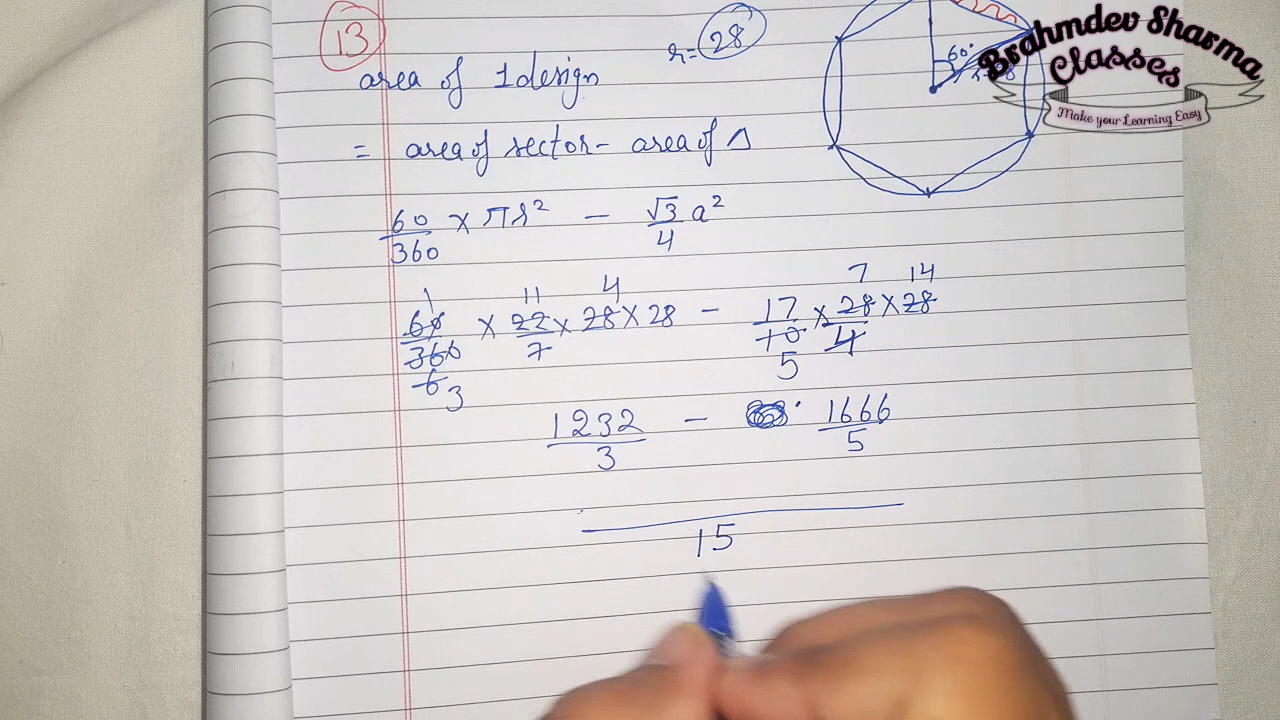 13
area of 1 design r = 28
= area of sector - area of Δ
60/360 × πr² - √3/4 a²
60/360 × 22/7 × 28 × 28 - 17/10 × 28/4 × 28
1 11 4 7 14
6 3 5
1232/3 - 1666/5
15
60°
Brahmdev Sharma
Classes
Make your Learning Easy